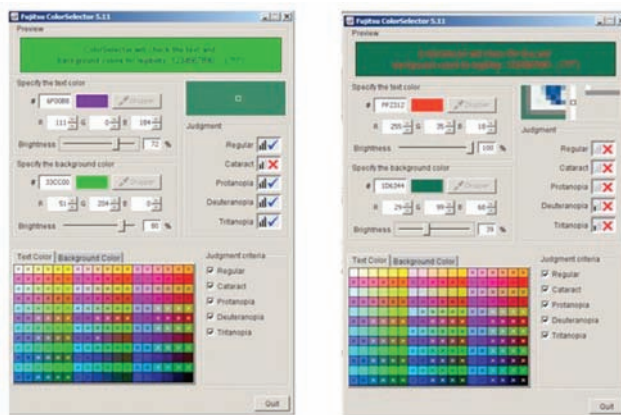 Fujitsu ColorSelector 5.11
Preview
ColorSelector will check the text and
background colors for legibility. 1234567890
Specify the text color
# 6F00B8 Dropper
R 111 G 0 B 184
Brightness 72 %
Judgment
Regular
Cataract
Protanopia
Deuteranopia
Tritanopia
Specify the background color
# 33CC00 Dropper
R 51 G 204 B 0
Brightness 80 %
Text Color Background Color
Judgment criteria
Regular
Cataract
Protanopia
Deuteranopia
Tritanopia
Quit
Fujitsu ColorSelector 5.11
Preview
Specify the text color
# FF2312 Dropper
R 255 G 35 B 18
Brightness 100 %
Judgment
Regular
Cataract
Protanopia
Deuteranopia
Tritanopia
Specify the background color
# Dropper
R 29 G 99 B 68
Brightness 39 %
Text Color Background Color
Judgment criteria
Regular
Cataract
Protanopia
Deuteranopia
Tritanopia
Quit